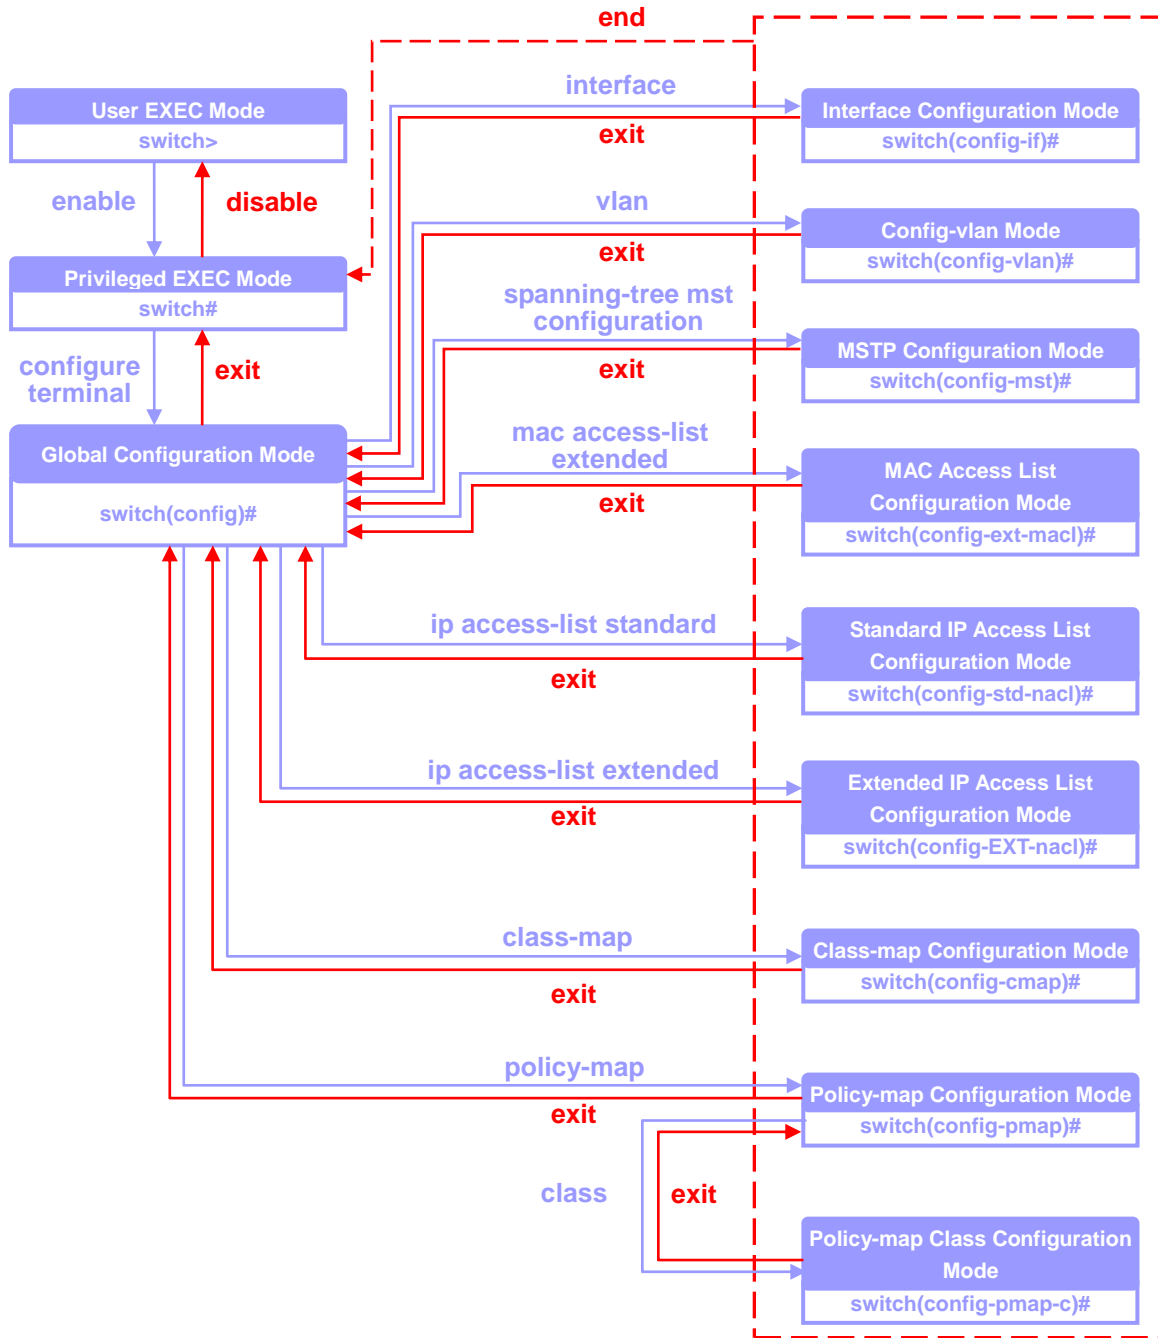 end
User EXEC Mode
switch>
enable
disable
Privileged EXEC Mode
switch#
configure
terminal
exit
Global Configuration Mode
switch(config)#
interface
exit
Interface Configuration Mode
switch(config-if)#
vlan
exit
Config-vlan Mode
switch(config-vlan)#
spanning-tree mst
configuration
exit
MSTP Configuration Mode
switch(config-mst)#
mac access-list
extended
exit
MAC Access List
Configuration Mode
switch(config-ext-macl)#
ip access-list standard
exit
Standard IP Access List
Configuration Mode
switch(config-std-nacl)#
ip access-list extended
exit
Extended IP Access List
Configuration Mode
switch(config-EXT-nacl)#
class-map
exit
Class-map Configuration Mode
switch(config-cmap)#
policy-map
exit
Policy-map Configuration Mode
switch(config-pmap)#
class
exit
Policy-map Class Configuration
Mode
switch(config-pmap-c)#